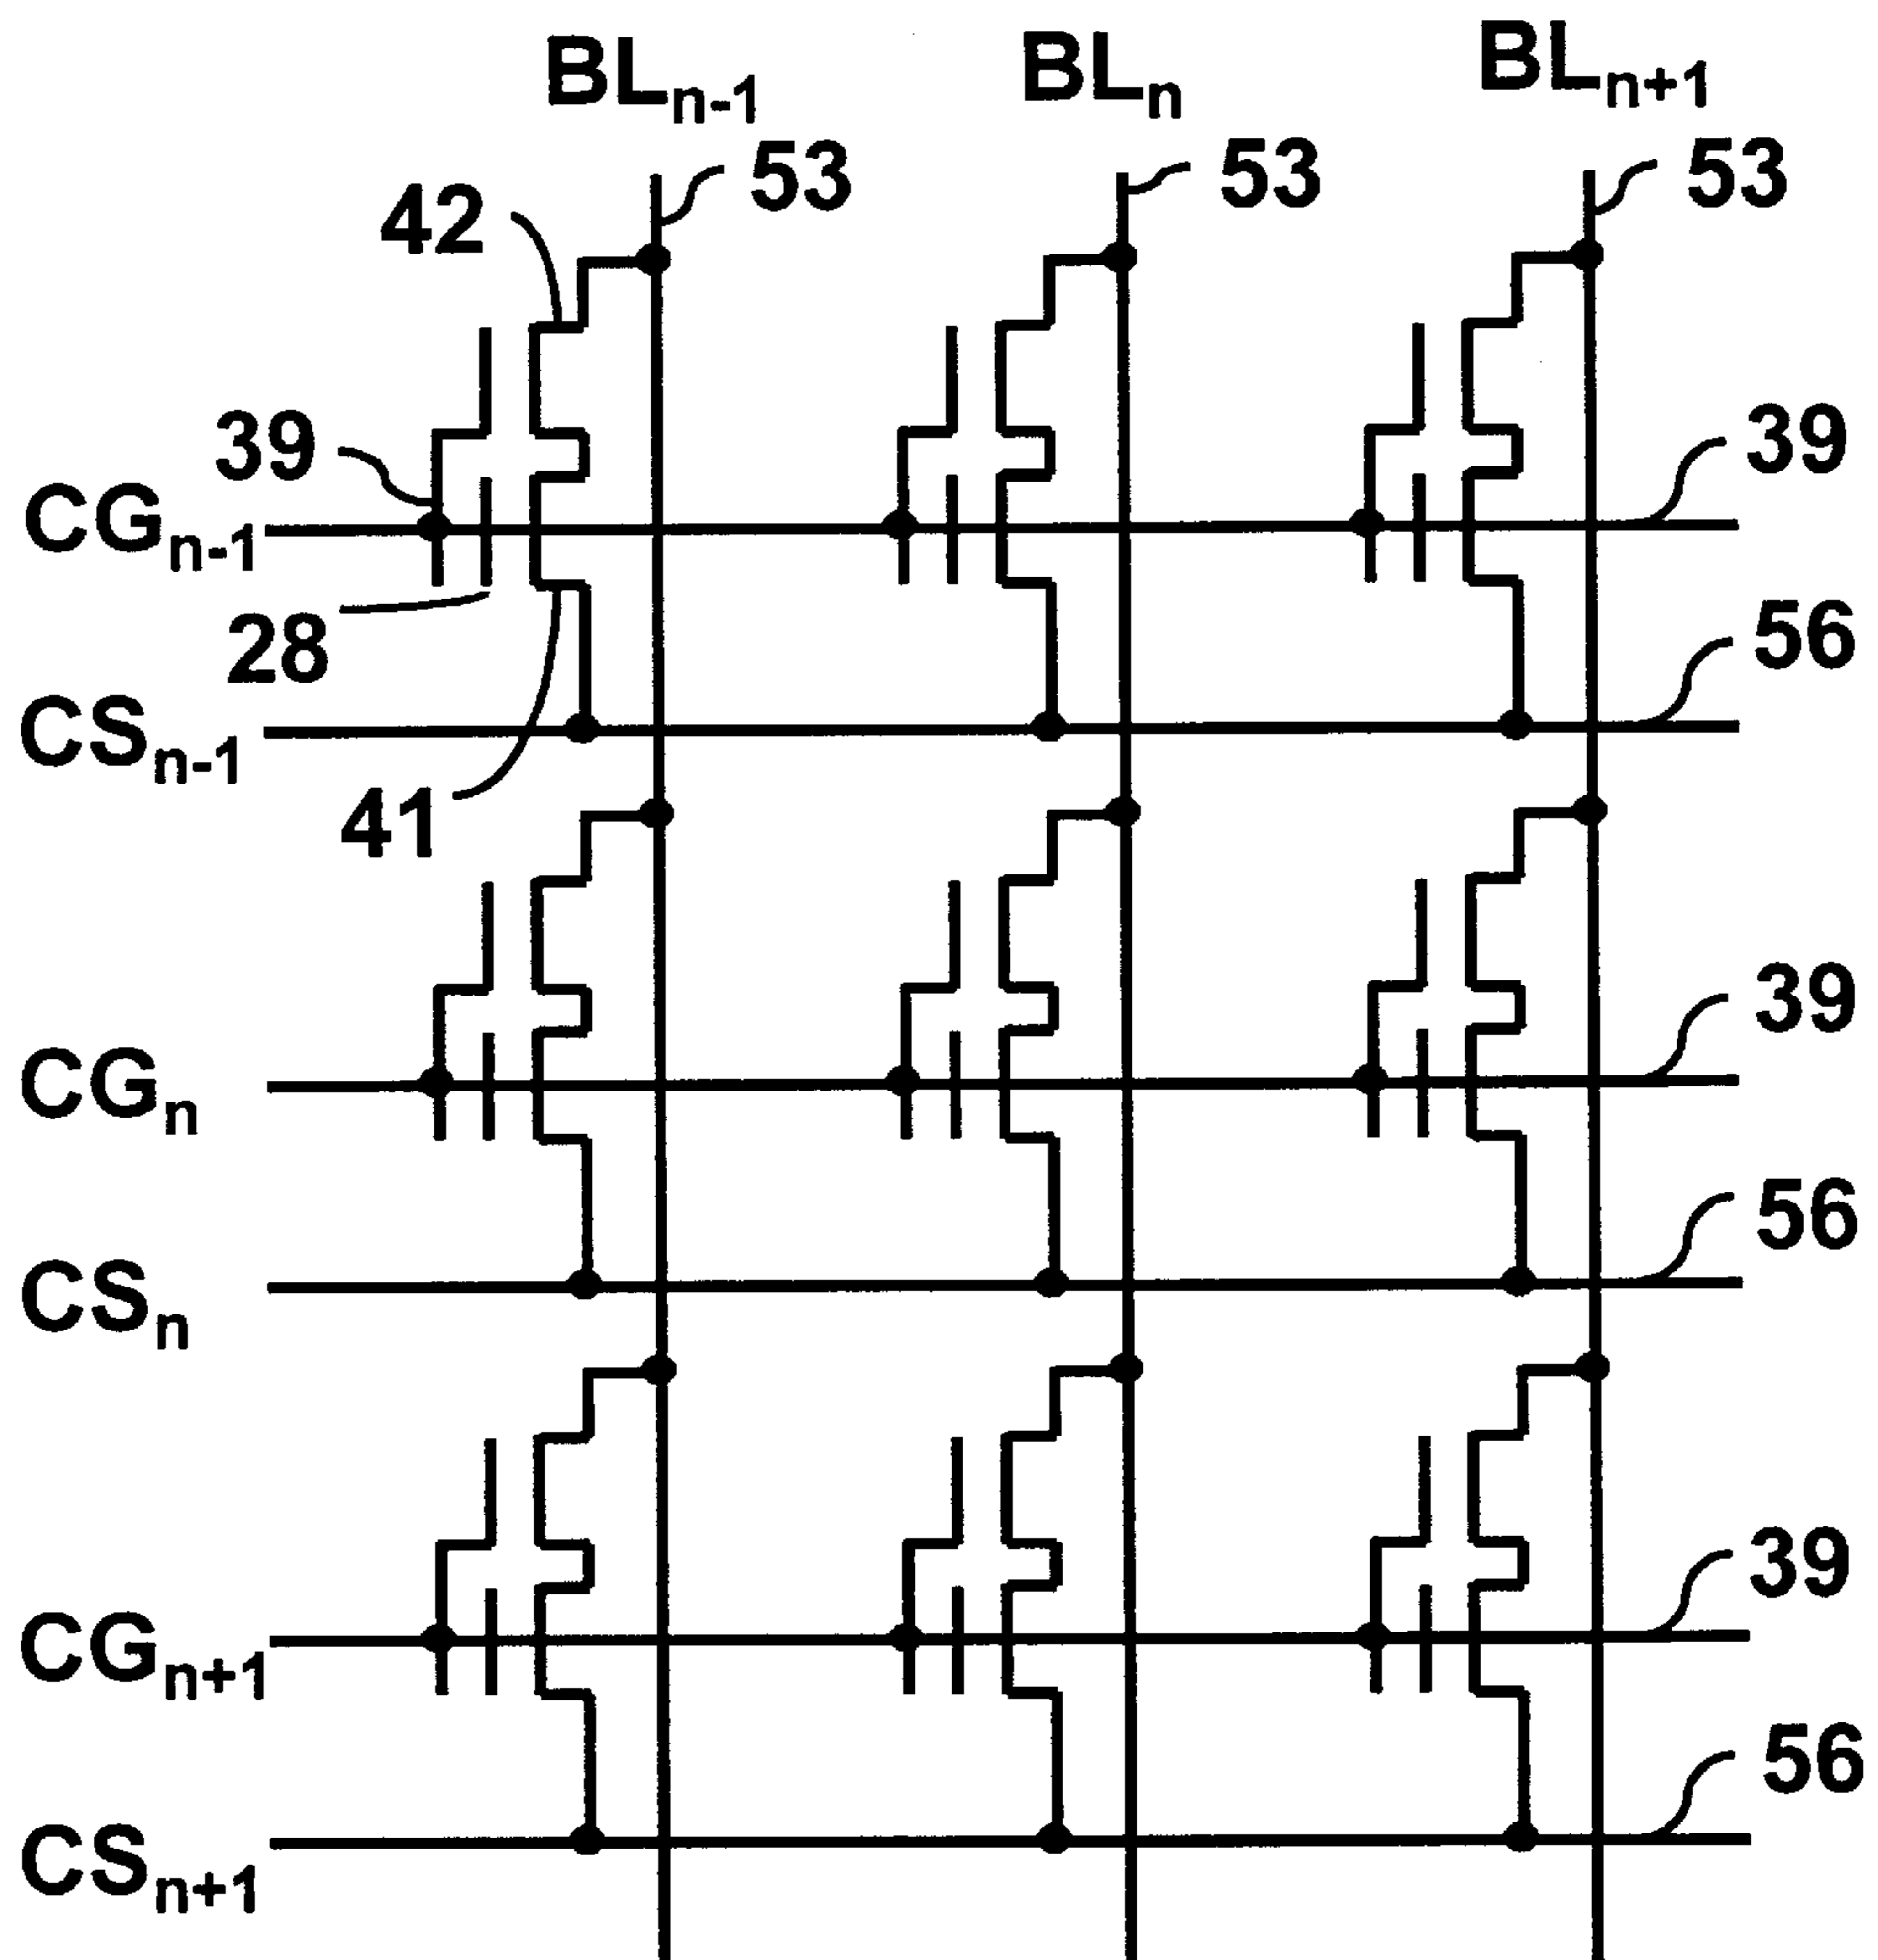 BLn-1 BLn BLn+1
53 53 53
42
39 39
CGn-1
56
28
CSn-1
41
39
CGn
56
CSn
39
CGn+1
56
CSn+1